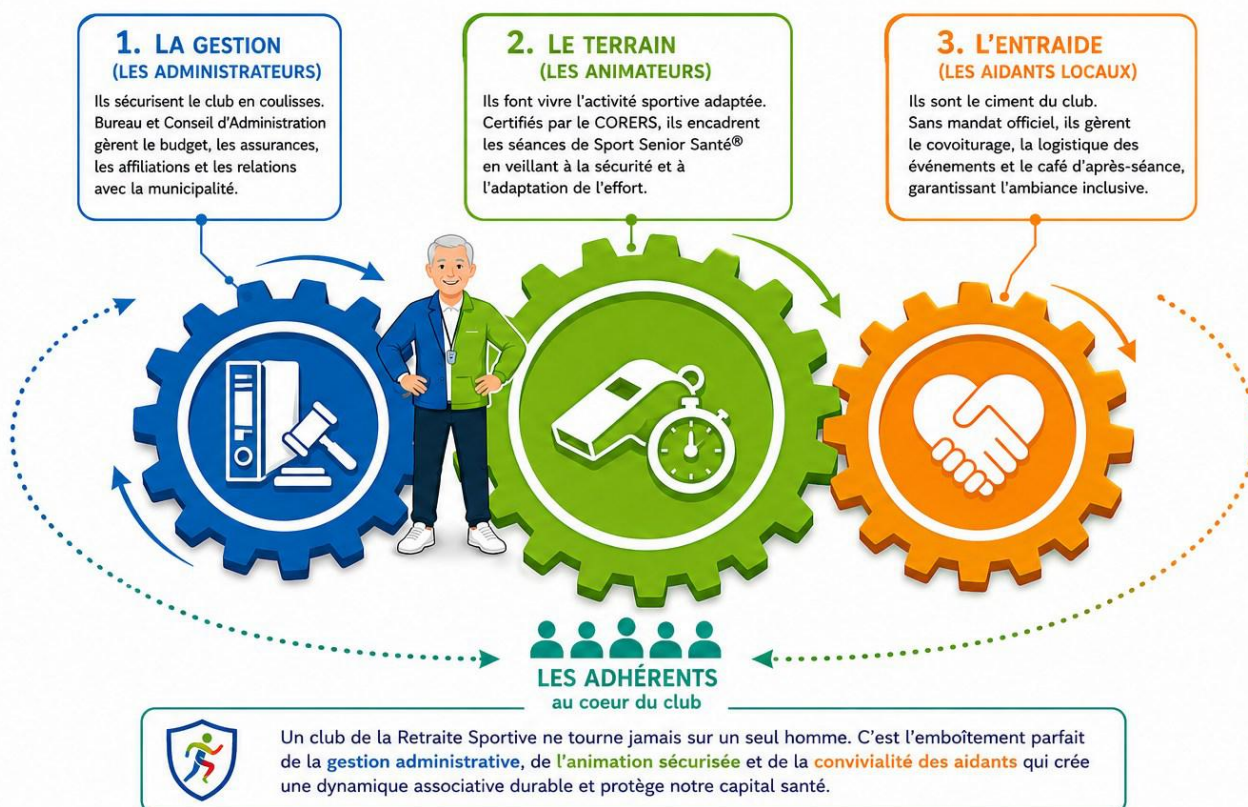 1. LA GESTION
(LES ADMINISTRATEURS)
Ils sécurisent le club en coulisses.
Bureau et Conseil d'Administration
gèrent le budget, les assurances,
les affiliations et les relations
avec la municipalité.
2. LE TERRAIN
(LES ANIMATEURS)
Ils font vivre l'activité sportive adaptée.
Certifiés par le CORERS, ils encadrent
les séances de Sport Senior Santé®
en veillant à la sécurité et à
l'adaptation de l'effort.
3. L'ENTRAIDE
(LES AIDANTS LOCAUX)
Ils sont le ciment du club.
Sans mandat officiel, ils gèrent
le covoiturage, la logistique des
événements et le café d'après-séance,
garantissant l'ambiance inclusive.
LES ADHÉRENTS
au coeur du club
Un club de la Retraite Sportive ne tourne jamais sur un seul homme. C'est l'emboîtement parfait
de la gestion administrative, de l'animation sécurisée et de la convivialité des aidants qui crée
une dynamique associative durable et protège notre capital santé.